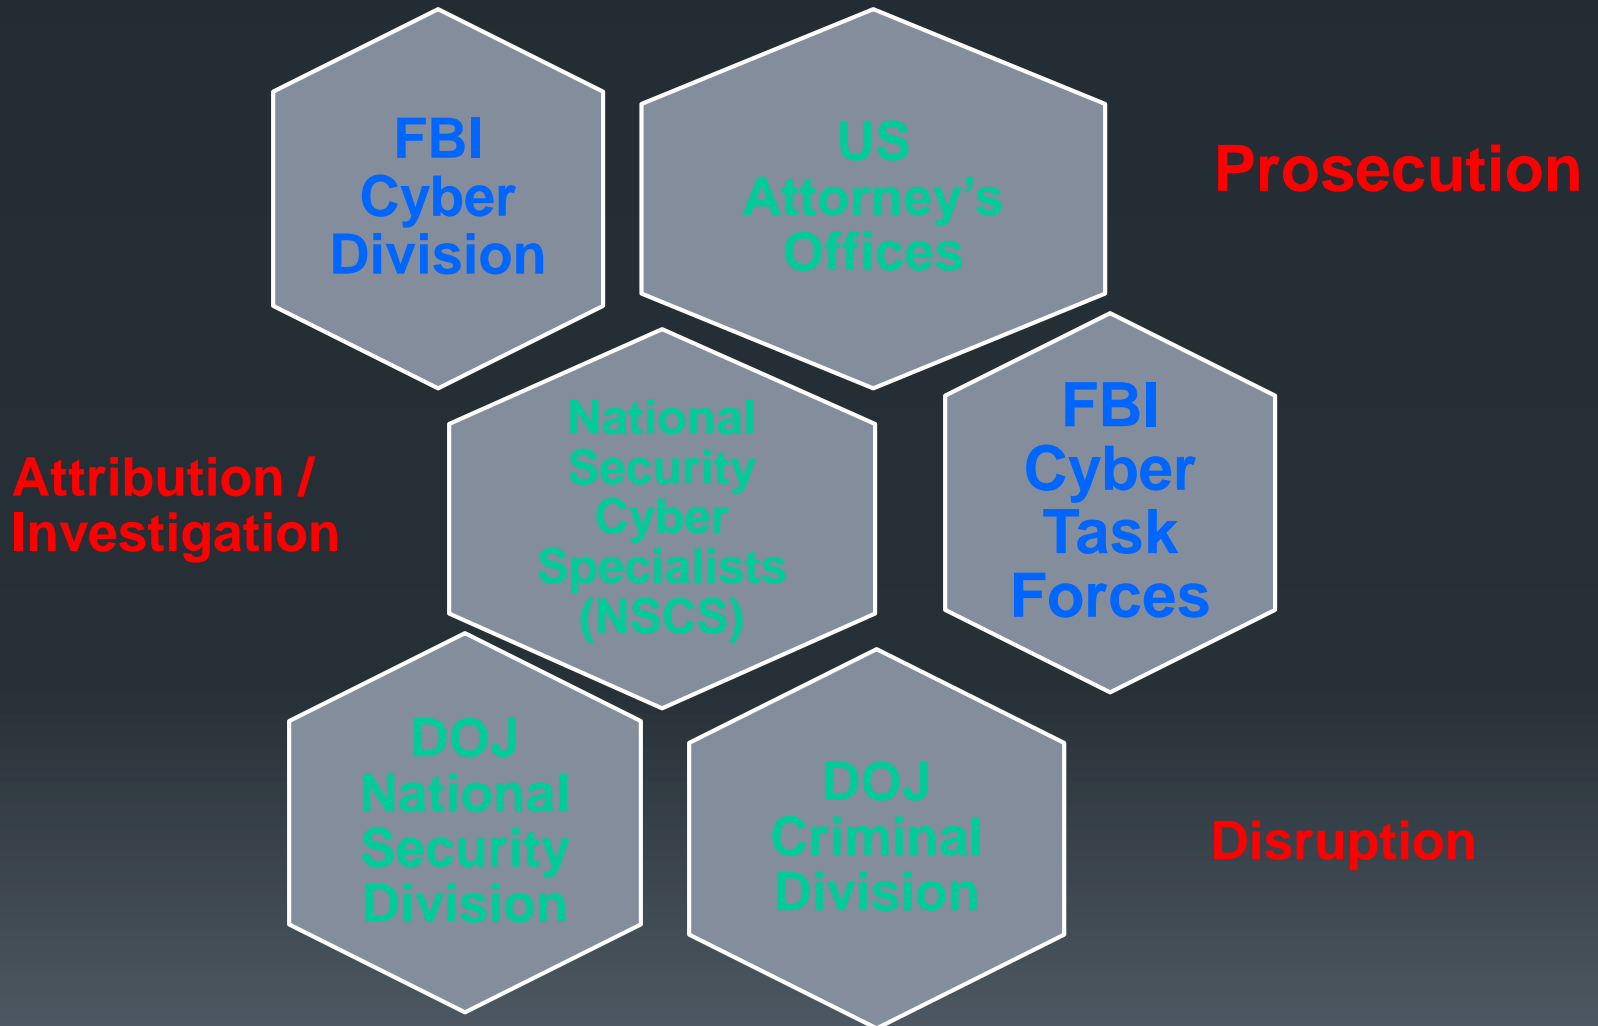 FBI
Cyber
Division
US
Attorney’s
Offices
Prosecution
National
Security
Cyber
Specialists
(NSCS)
FBI
Cyber
Task
Forces
Attribution /
Investigation
DOJ
National
Security
Division
DOJ
Criminal
Division
Disruption